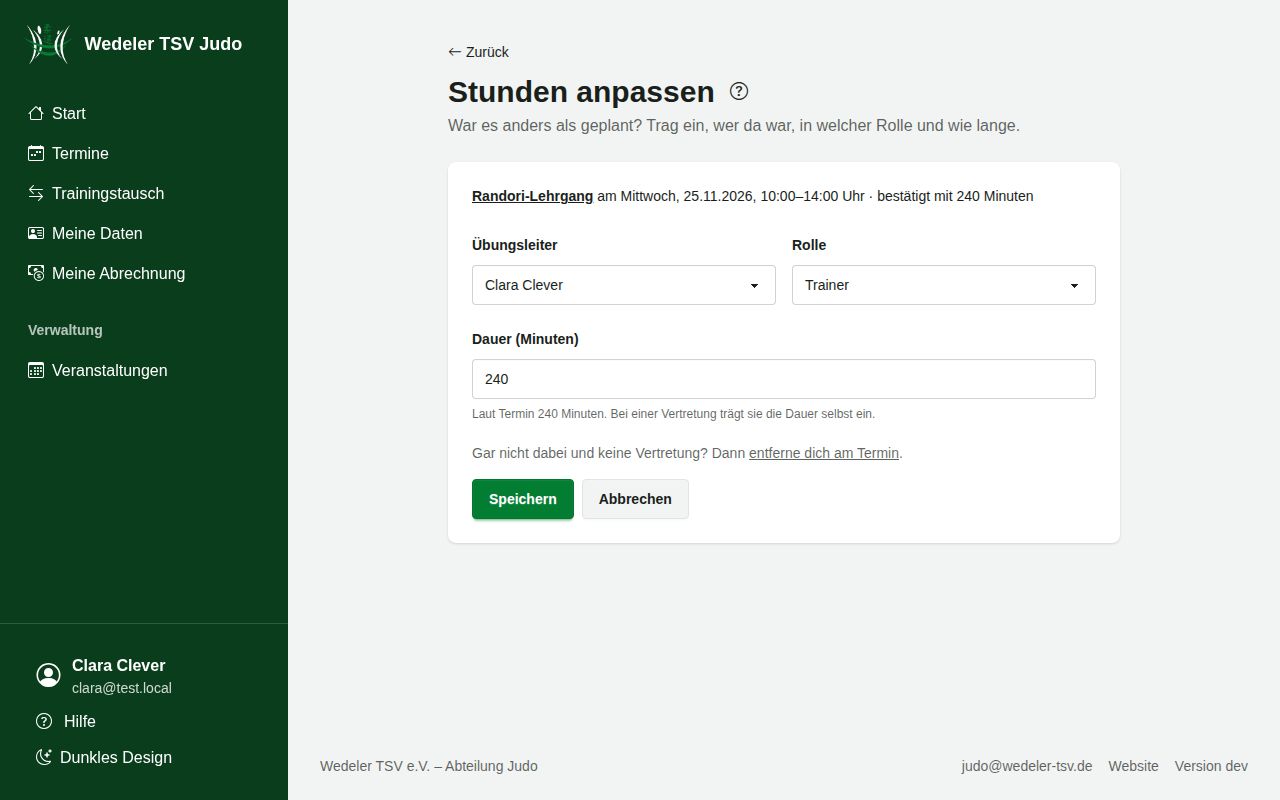 Wedeler TSV Judo
Start
Termine
Trainingstausch
Meine Daten
Meine Abrechnung
Verwaltung
Veranstaltungen
Clara Clever
clara@test.local
Hilfe
Dunkles Design
← Zurück
Stunden anpassen
War es anders als geplant? Trag ein, wer da war, in welcher Rolle und wie lange.
Randori-Lehrgang am Mittwoch, 25.11.2026, 10:00–14:00 Uhr · bestätigt mit 240 Minuten
Übungsleiter Rolle
Clara Clever Trainer
Dauer (Minuten)
240
Laut Termin 240 Minuten. Bei einer Vertretung trägt sie die Dauer selbst ein.
Gar nicht dabei und keine Vertretung? Dann entferne dich am Termin.
Speichern Abbrechen
Wedeler TSV e.V. – Abteilung Judo judo@wedeler-tsv.de Website Version dev